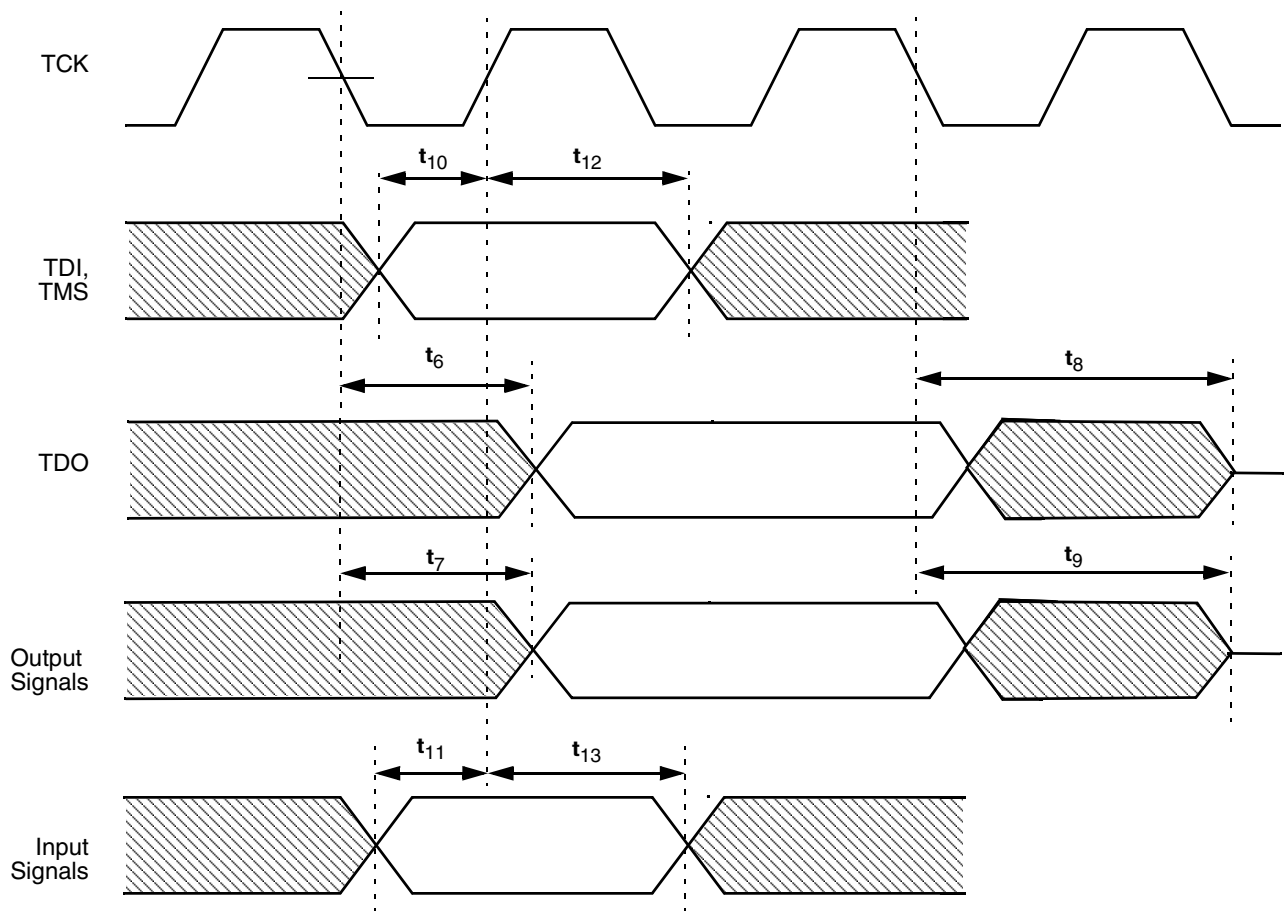 TCK
t10
t12
TDI,
TMS
t6
t8
TDO
t7
t9
Output
Signals
t11
t13
Input
Signals